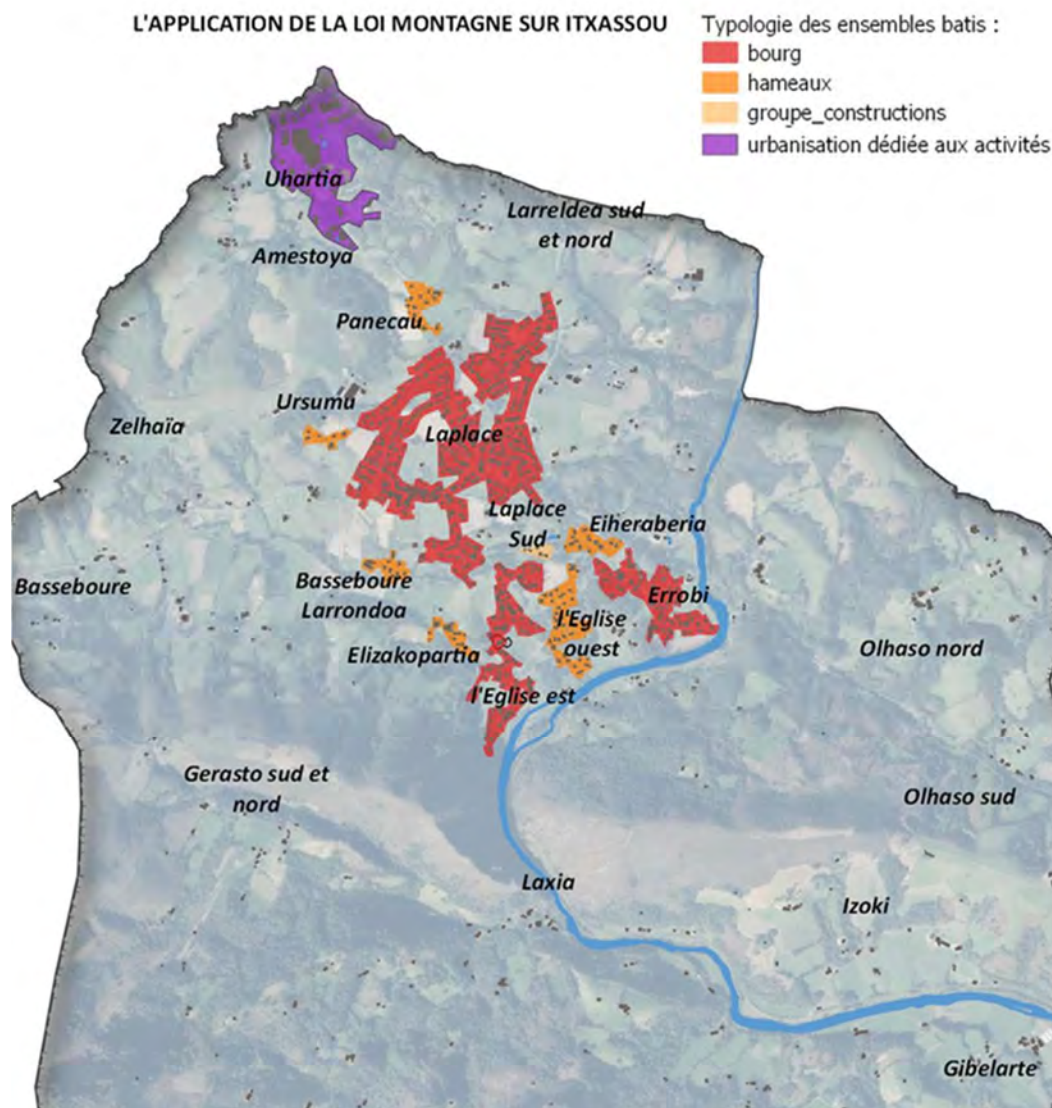 L'APPLICATION DE LA LOI MONTAGNE SUR ITXASSOU
Typologie des ensembles batis :
bourg
hameaux
groupe_constructions
urbanisation dédiée aux activités
Uhartia
Larreldea sud
et nord
Amestoya
Panecau
Ursumu
Zelhaïa
Laplace
Laplace
Sud
Eiheraberia
Basseboure
Basseboure
Larrondoa
Errobi
l'Eglise
ouest
Elizakopartia
Olhaso nord
l'Eglise est
Gerasto sud et
nord
Olhaso sud
Laxia
Izoki
Gibelarte